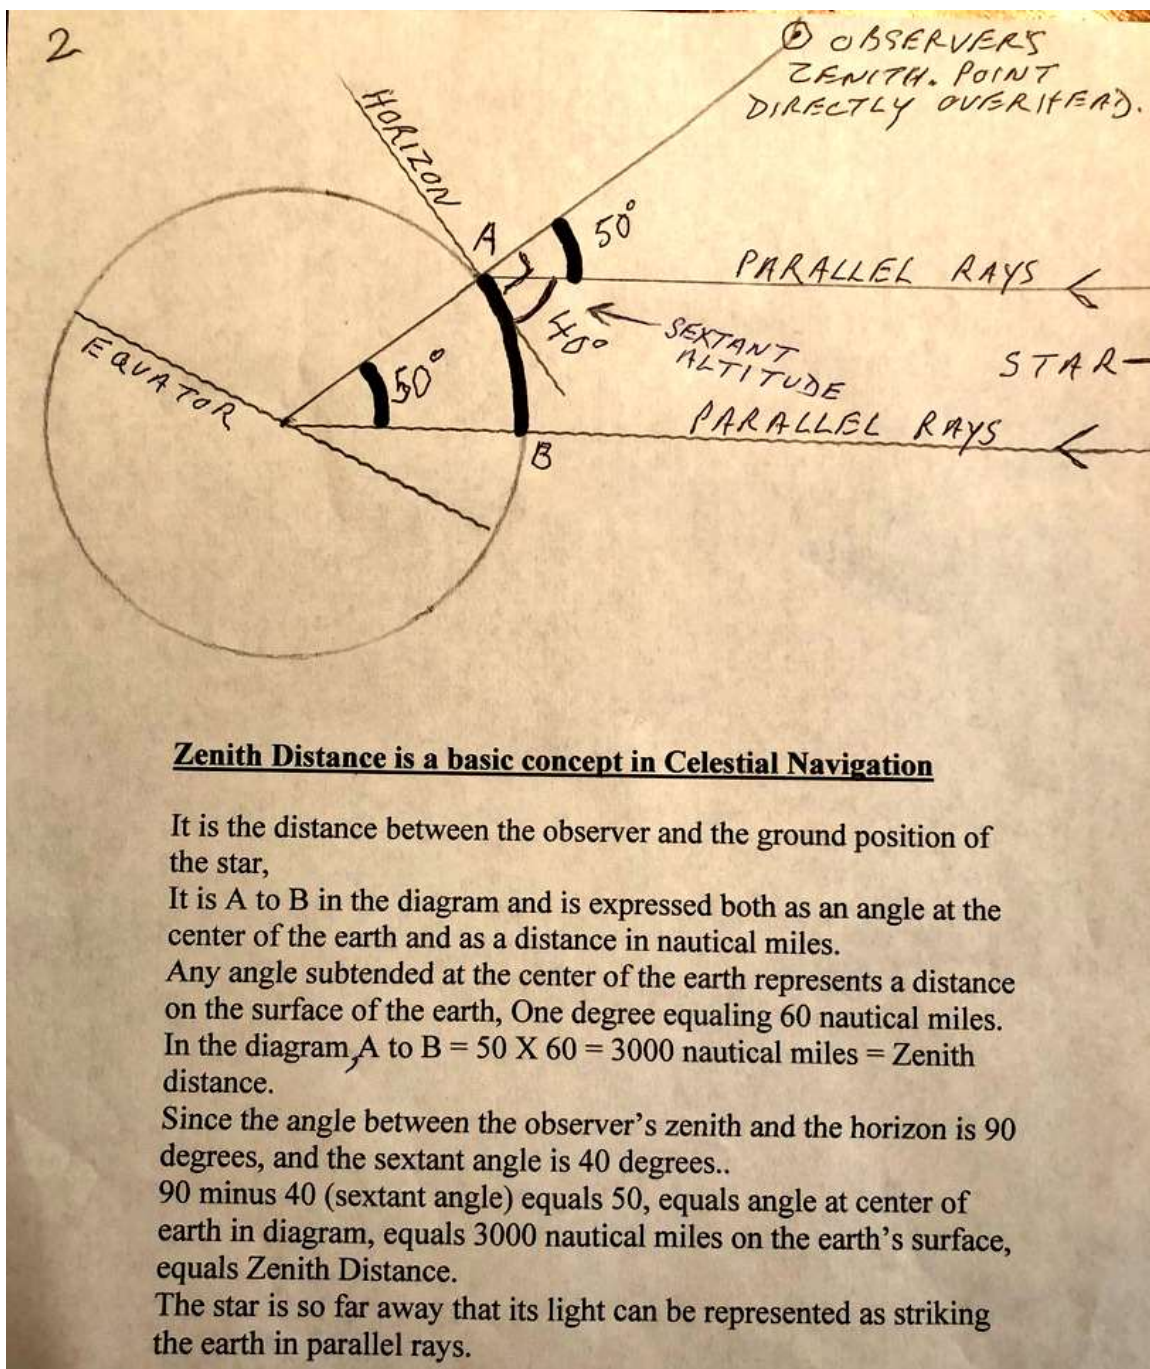 2
OBSERVER'S
ZENITH. POINT
DIRECTLY OVERHEAD.
HORIZON
A
50°
PARALLEL RAYS
40°
SEXTANT
ALTITUDE
STAR-
EQUATOR
50°
PARALLEL RAYS
B
Zenith Distance is a basic concept in Celestial Navigation
It is the distance between the observer and the ground position of
the star,
It is A to B in the diagram and is expressed both as an angle at the
center of the earth and as a distance in nautical miles.
Any angle subtended at the center of the earth represents a distance
on the surface of the earth, One degree equaling 60 nautical miles.
In the diagram, A to B = 50 X 60 = 3000 nautical miles = Zenith
distance.
Since the angle between the observer's zenith and the horizon is 90
degrees, and the sextant angle is 40 degrees..
90 minus 40 (sextant angle) equals 50, equals angle at center of
earth in diagram, equals 3000 nautical miles on the earth's surface,
equals Zenith Distance.
The star is so far away that its light can be represented as striking
the earth in parallel rays.